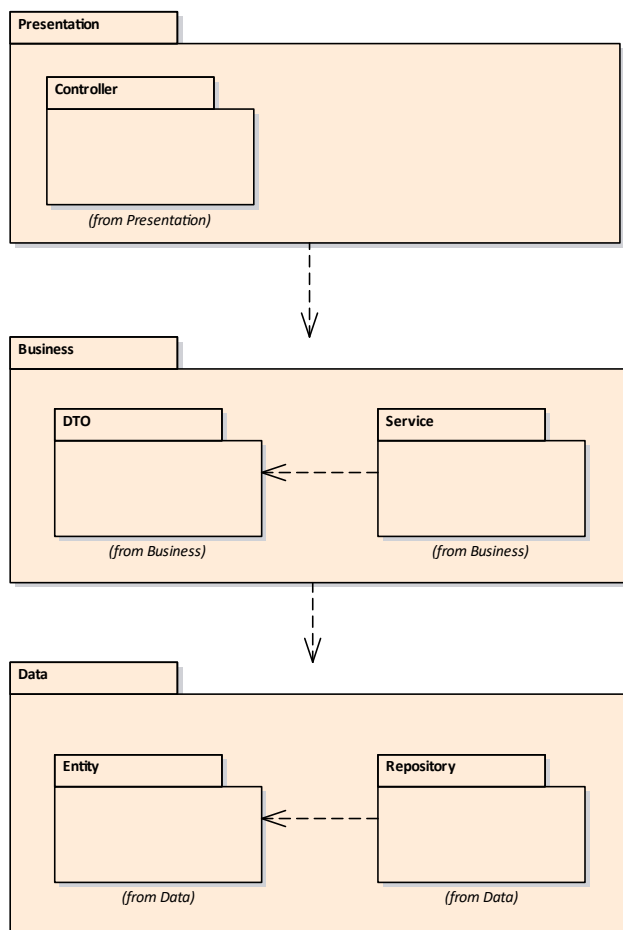 Presentation
Controller
(from Presentation)
Business
DTO Service
(from Business) (from Business)
Data
Entity Repository
(from Data) (from Data)